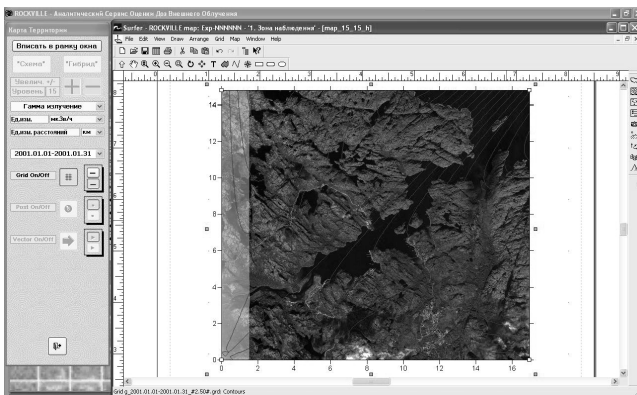 ROCKVILLE - Аналитический Сервис Оценки Доз Внешнего Облучения
Карта Территории
Вписать в рамку окна
"Схема" "Гибрид"
Увелич. +/-
Уровень 15
Гамма излучение
Ед.изм. мкЗв/ч
Ед.изм. расстояний км
2001.01.01-2001.01.31
Grid On/Off
Post On/Off
Vector On/Off
Surfer - ROCKVILLE map: Exp-NNNNNN - '1. Зона наблюдения' - [map_15_15_h]
File Edit View Draw Arrange Grid Map Window Help
14
12
10
8
6
4
2
0
0 2 4 6 8 10 12 14 16
Grid g_2001.01.01-2001.01.31_#2.50#.grd: Contours